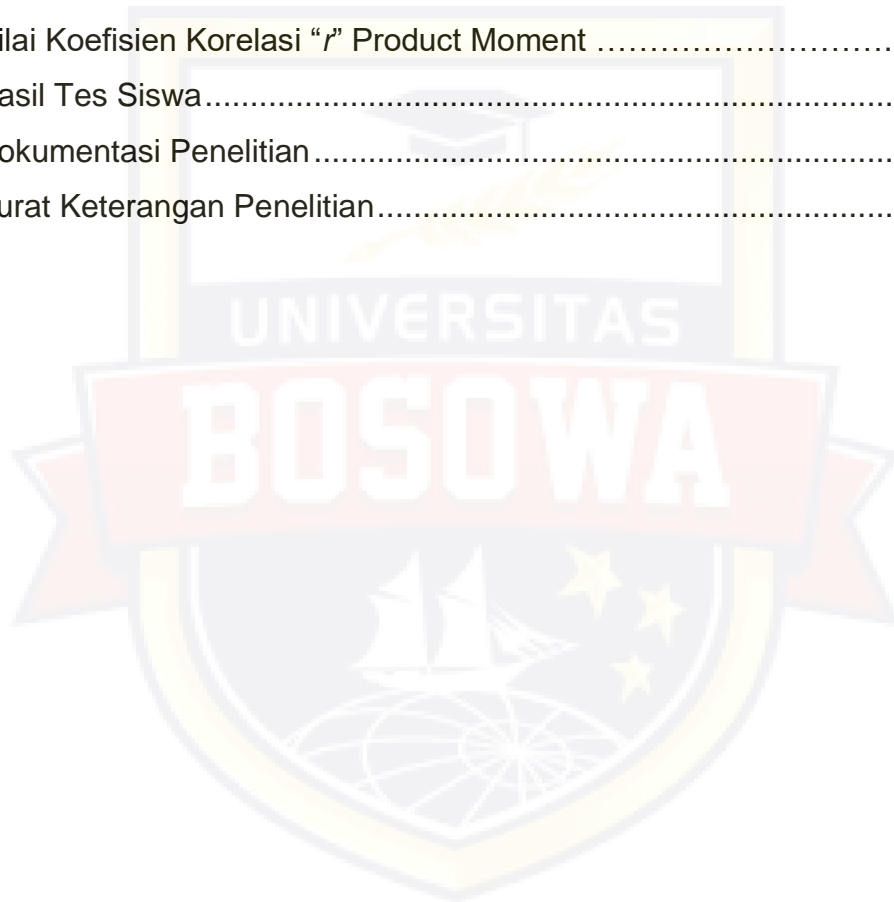 ilai Koefisien Korelasi “r” Product Moment ………………………..
asil Tes Siswa...............................................................................
okumentasi Penelitian..................................................................
urat Keterangan Penelitian...........................................................
UNIVERSITAS
BOSOWA